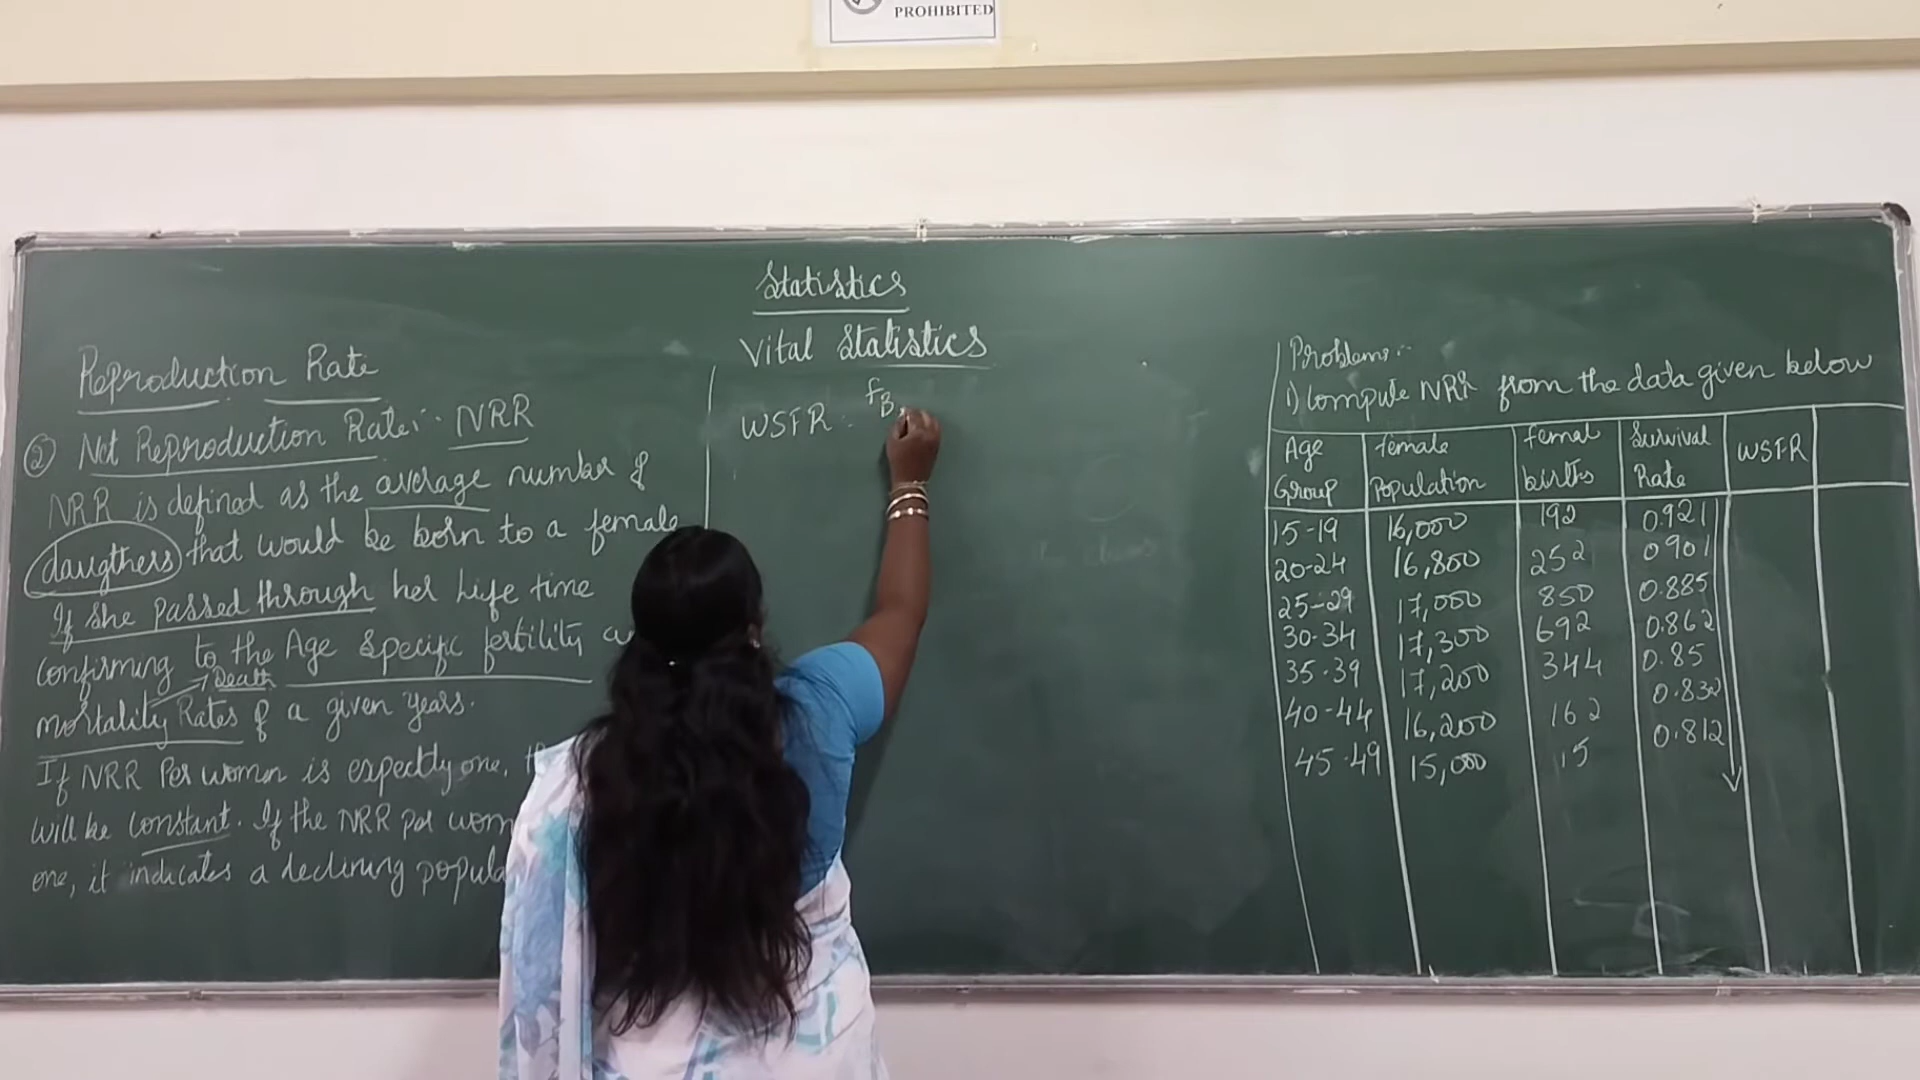 PROHIBITED
Statistics
Vital Statistics
Reproduction Rate
② Net Reproduction Rate:- NRR
NRR is defined as the average number of
daugthers that would be born to a female
If she passed through her Life time
confirming to the Age Specific fertility
→ Death
mortality Rates of a given years.
If NRR Per women is expectly one,
will be constant. If the NRR per
one, it indicates a declining
WSFR
Problems:-
1) Compute NRR from the data given below
Age Group female Population femal births Survival Rate WSFR
15-19 16,000 192 0.921
20-24 16,800 252 0.901
25-29 17,000 850 0.885
30-34 17,300 692 0.862
35-39 17,200 344 0.85
40-44 16,200 162 0.832
45-49 15,000 15 0.812